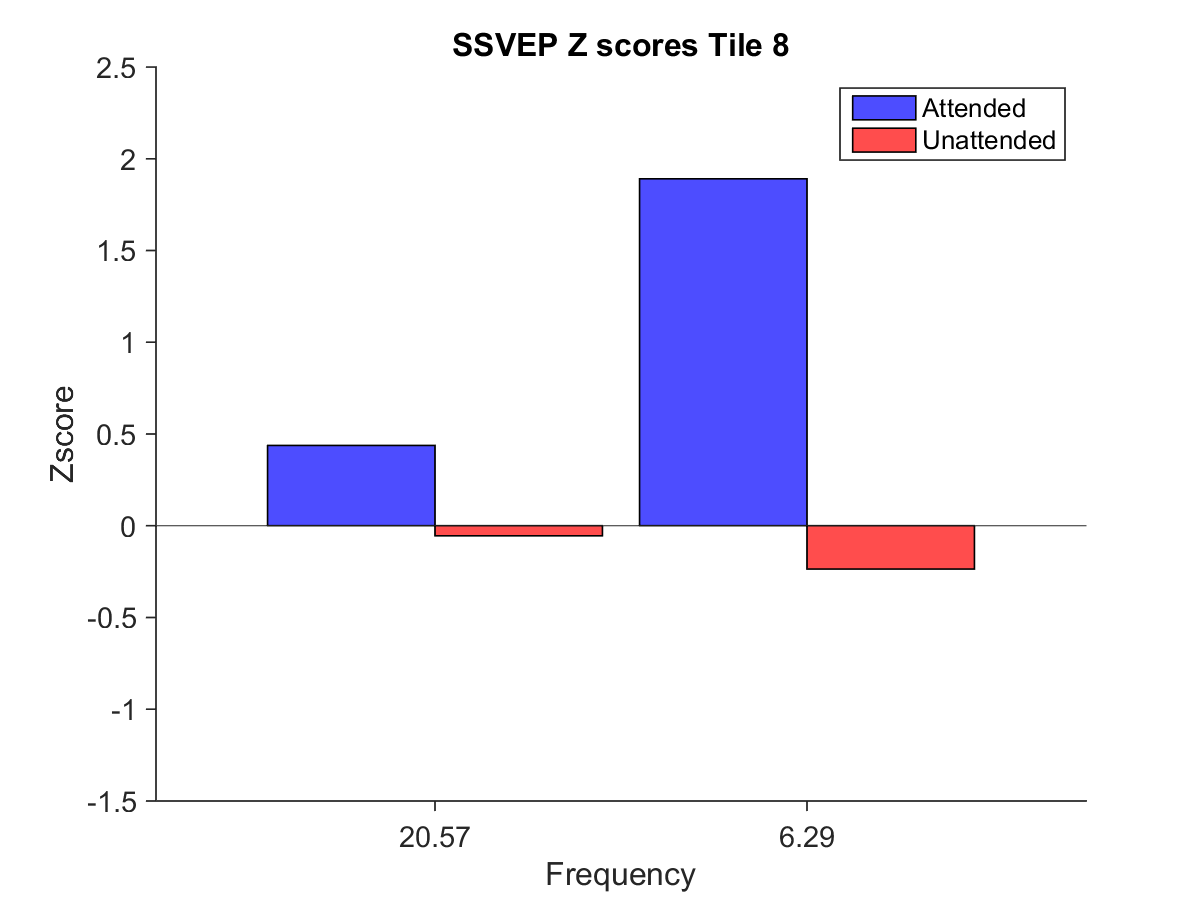 SSVEP Z scores Tile 8
2.5
2
1.5
1
0.5
0
-0.5
-1
-1.5
Zscore
Attended
Unattended
20.57
6.29
Frequency